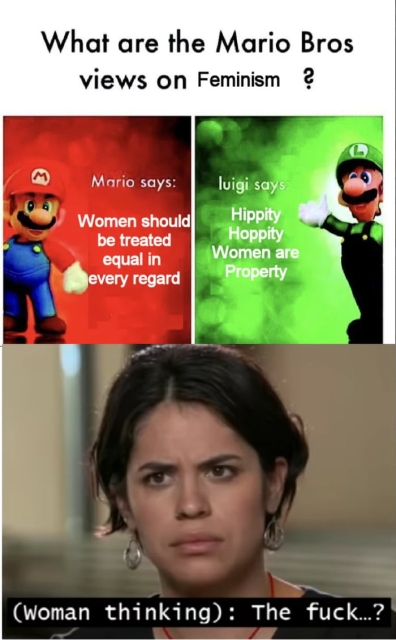 What are the Mario Bros
views on Feminism ?
Mario says:
Women should
be treated
equal in
every regard
luigi says
Hippity
Hoppity
Women are
Property
M
L
(Woman thinking): The fuck…?